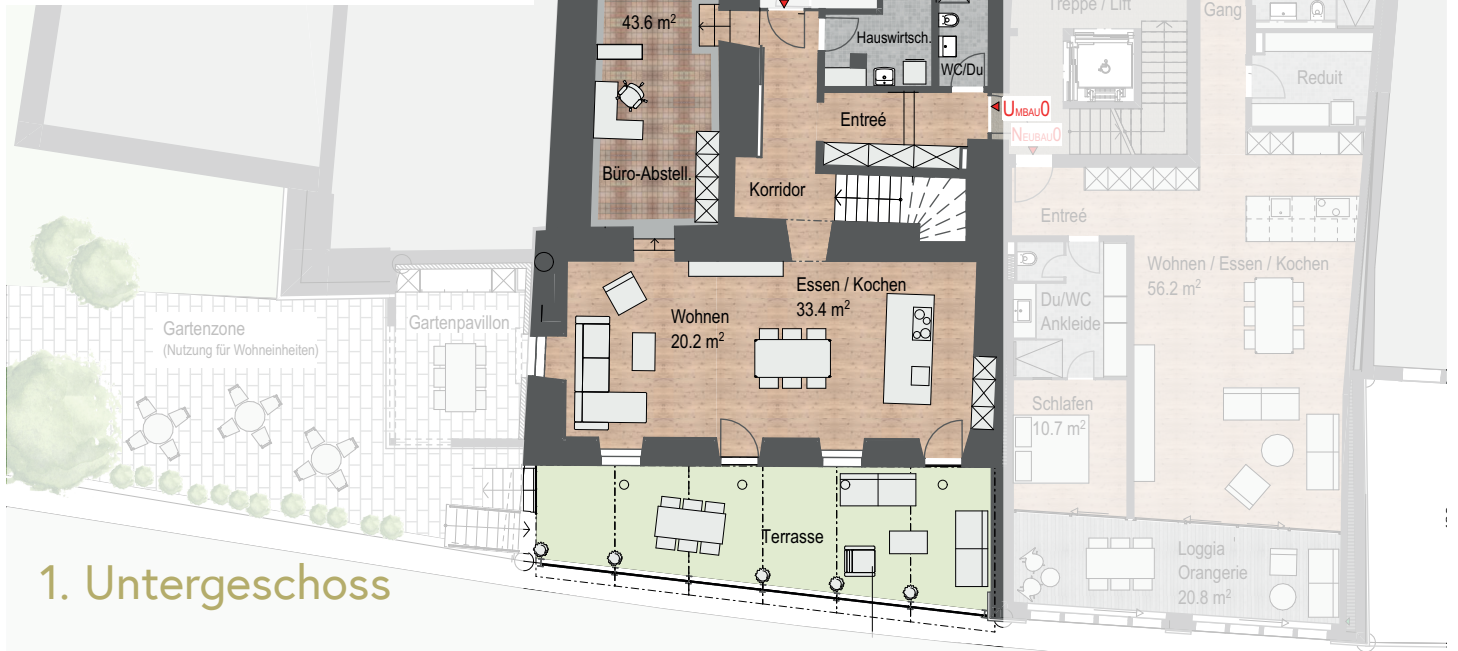 43.6 m²
Büro-Abstell.
Hauswirtsch.
WC/Du
Entreé
Korridor
UMBAU0
NEUBAU0
Treppe / Lift
Gang
Reduit
Entreé
Wohnen / Essen / Kochen
56.2 m²
Du/WC
Ankleide
Schlafen
10.7 m²
Loggia
Orangerie
20.8 m²
Essen / Kochen
33.4 m²
Wohnen
20.2 m²
Terrasse
Gartenpavillon
Gartenzone
(Nutzung für Wohneinheiten)
1. Untergeschoss